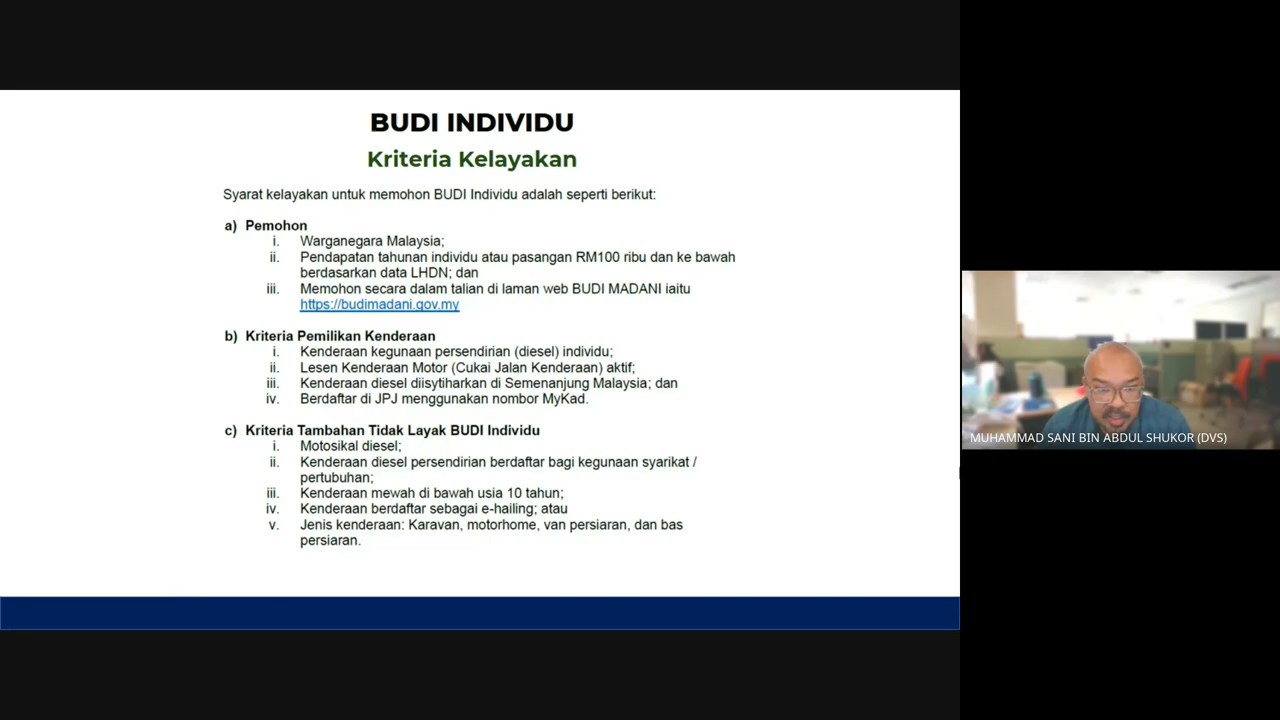 BUDI INDIVIDU
Kriteria Kelayakan
Syarat kelayakan untuk memohon BUDI Individu adalah seperti berikut:
a) Pemohon
i. Warganegara Malaysia;
ii. Pendapatan tahunan individu atau pasangan RM100 ribu dan ke bawah
berdasarkan data LHDN; dan
iii. Memohon secara dalam talian di laman web BUDI MADANI iaitu
https://budimadani.gov.my
b) Kriteria Pemilikan Kenderaan
i. Kenderaan kegunaan persendirian (diesel) individu;
ii. Lesen Kenderaan Motor (Cukai Jalan Kenderaan) aktif;
iii. Kenderaan diesel diisytiharkan di Semenanjung Malaysia; dan
iv. Berdaftar di JPJ menggunakan nombor MyKad.
c) Kriteria Tambahan Tidak Layak BUDI Individu
i. Motosikal diesel;
ii. Kenderaan diesel persendirian berdaftar bagi kegunaan syarikat /
pertubuhan;
iii. Kenderaan mewah di bawah usia 10 tahun;
iv. Kenderaan berdaftar sebagai e-hailing; atau
v. Jenis kenderaan: Karavan, motorhome, van persiaran, dan bas
persiaran.
MUHAMMAD SANI BIN ABDUL SHUKOR (DVS)